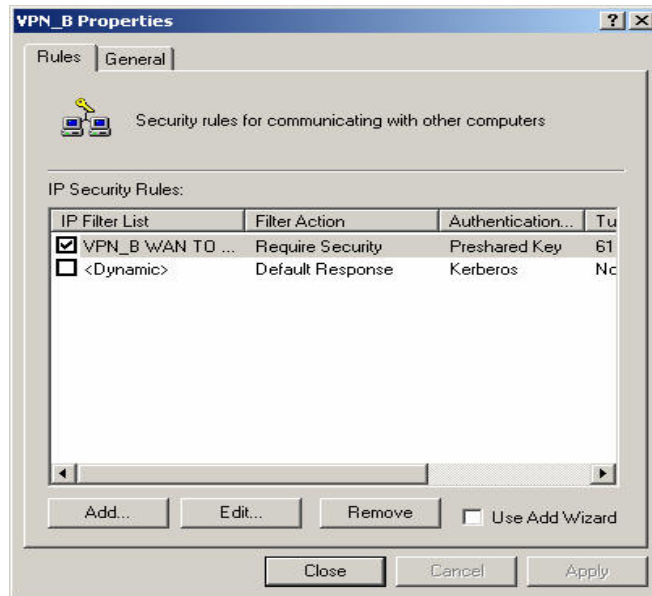 VPN_B Properties
Rules General
Security rules for communicating with other computers
IP Security Rules:
IP Filter List Filter Action Authentication... Tu
VPN_B WAN TO ... Require Security Preshared Key 61
<Dynamic> Default Response Kerberos No
Add... Edit... Remove Use Add Wizard
Close Cancel Apply